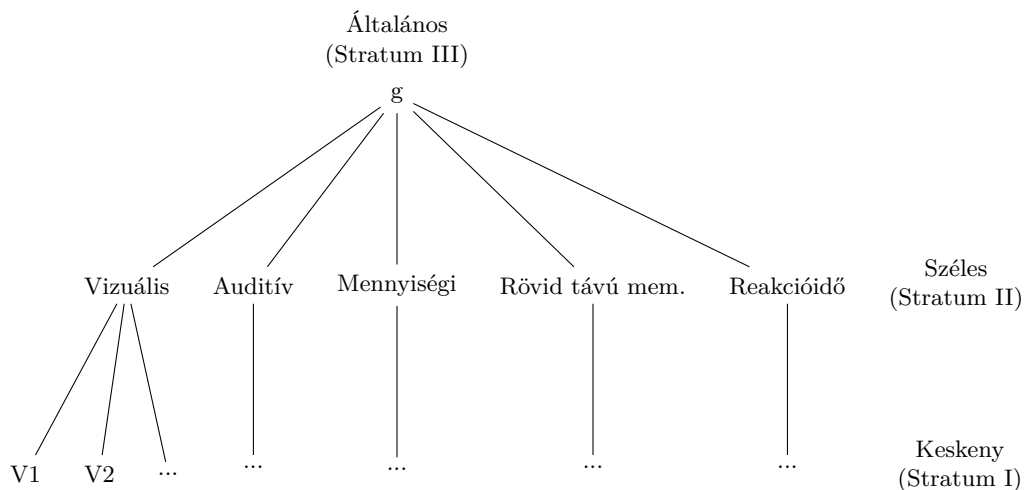 Általános
(Stratum III)
g
Vizuális Auditív Mennyiségi Rövid távú mem. Reakcióidő
Széles
(Stratum II)
V1 V2 ... ... ... ... ...
Keskeny
(Stratum I)